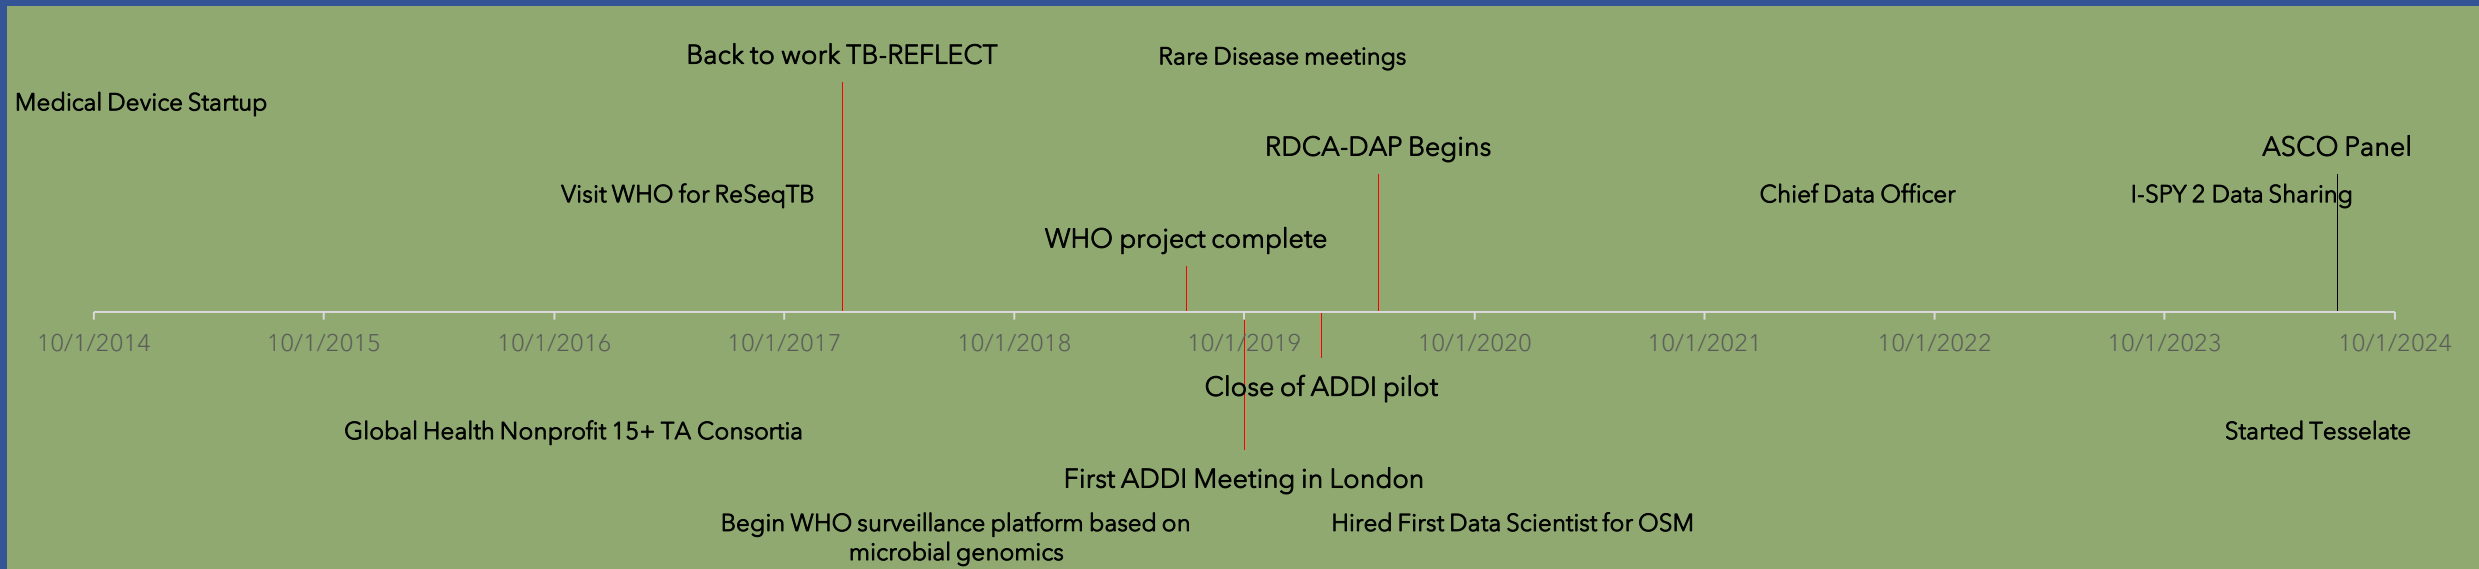 Back to work TB-REFLECT
Rare Disease meetings
Medical Device Startup
RDCA-DAP Begins
ASCO Panel
Visit WHO for ReSeqTB
Chief Data Officer
I-SPY 2 Data Sharing
WHO project complete
10/1/2014
10/1/2015
10/1/2016
10/1/2017
10/1/2018
10/1/2019
10/1/2020
10/1/2021
10/1/2022
10/1/2023
10/1/2024
Close of ADDI pilot
Global Health Nonprofit 15+ TA Consortia
Started Tesselate
First ADDI Meeting in London
Begin WHO surveillance platform based on
microbial genomics
Hired First Data Scientist for OSM